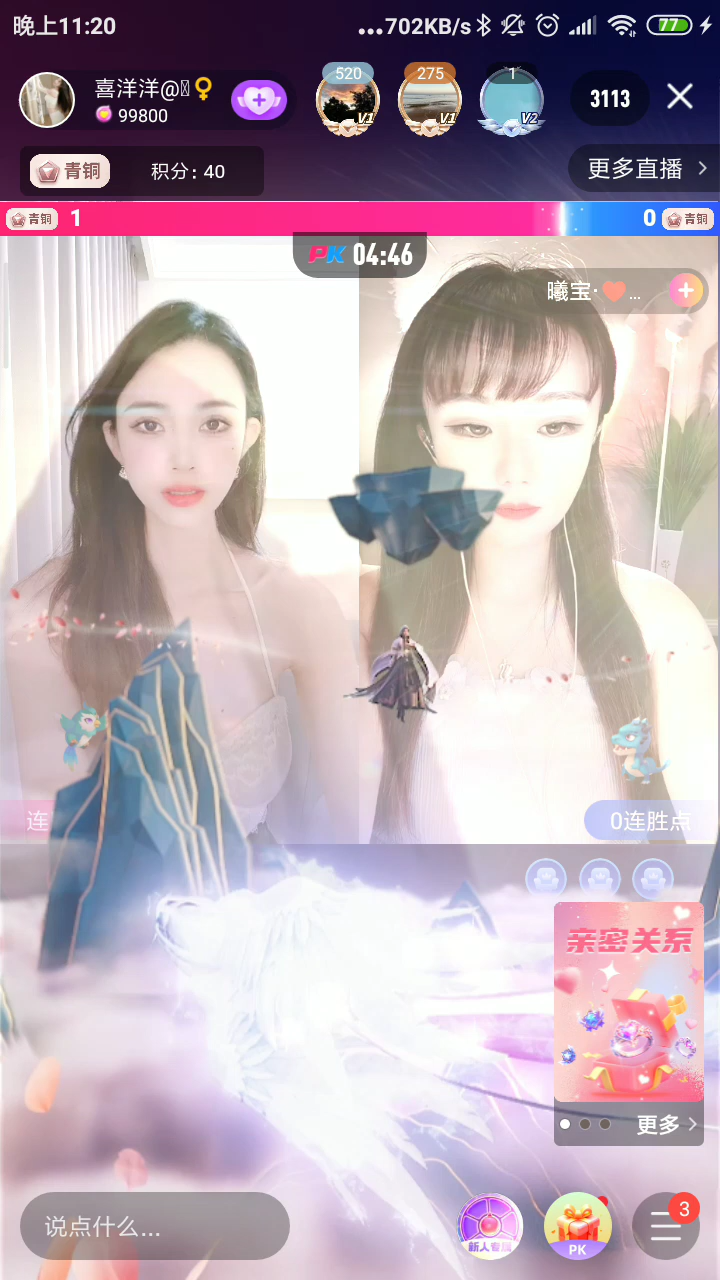 晚上11:20
...702KB/s
77
喜洋洋@
99800
520
V1
275
V1
1
V2
3113
青铜
积分: 40
更多直播
青铜 1
0 青铜
PK 04:46
曦宝·...
连
0连胜点
亲密关系
更多
说点什么...
新人专属
PK
3